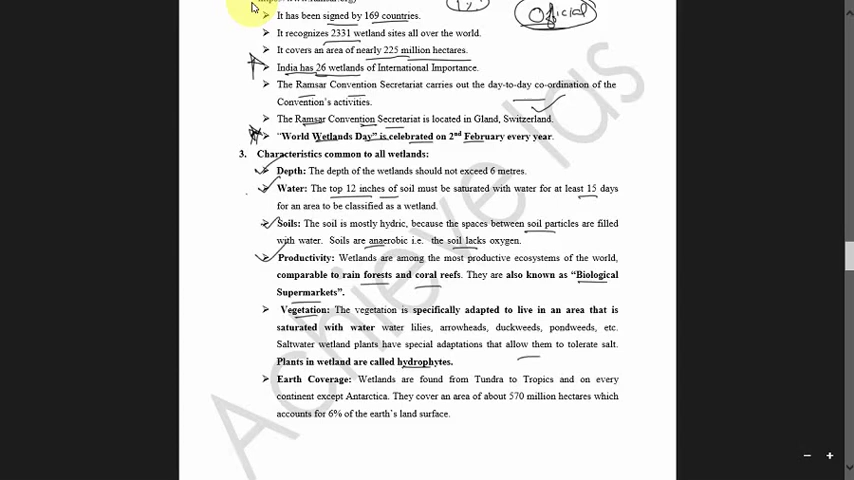 ➢ It has been signed by 169 countries.
Official
➢ It recognizes 2331 wetland sites all over the world.
➢ It covers an area of nearly 225 million hectares.
➢ India has 26 wetlands of International Importance.
➢ The Ramsar Convention Secretariat carries out the day-to-day co-ordination of the
Convention's activities.
➢ The Ramsar Convention Secretariat is located in Gland, Switzerland.
➢ "World Wetlands Day" is celebrated on 2nd February every year.
3. Characteristics common to all wetlands:
Depth: The depth of the wetlands should not exceed 6 metres.
Water: The top 12 inches of soil must be saturated with water for at least 15 days
for an area to be classified as a wetland.
Soils: The soil is mostly hydric, because the spaces between soil particles are filled
with water. Soils are anaerobic i.e. the soil lacks oxygen.
Productivity: Wetlands are among the most productive ecosystems of the world,
comparable to rain forests and coral reefs. They are also known as "Biological
Supermarkets".
➢ Vegetation: The vegetation is specifically adapted to live in an area that is
saturated with water water lilies, arrowheads, duckweeds, pondweeds, etc.
Saltwater wetland plants have special adaptations that allow them to tolerate salt.
Plants in wetland are called hydrophytes.
➢ Earth Coverage: Wetlands are found from Tundra to Tropics and on every
continent except Antarctica. They cover an area of about 570 million hectares which
accounts for 6% of the earth's land surface.
Achieve Ias